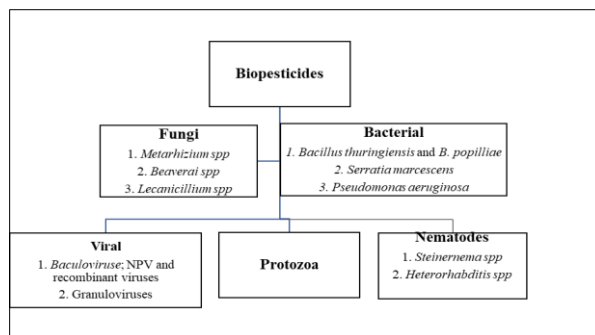 Biopesticides
Fungi
1. Metarhizium spp
2. Beaverai spp
3. Lecanicillium spp
Bacterial
1. Bacillus thuringiensis and B. popilliae
2. Serratia marcescens
3. Pseudomonas aeruginosa
Viral
1. Baculoviruse; NPV and
recombinant viruses
2. Granuloviruses
Protozoa
Nematodes
1. Steinernema spp
2. Heterorhabditis spp